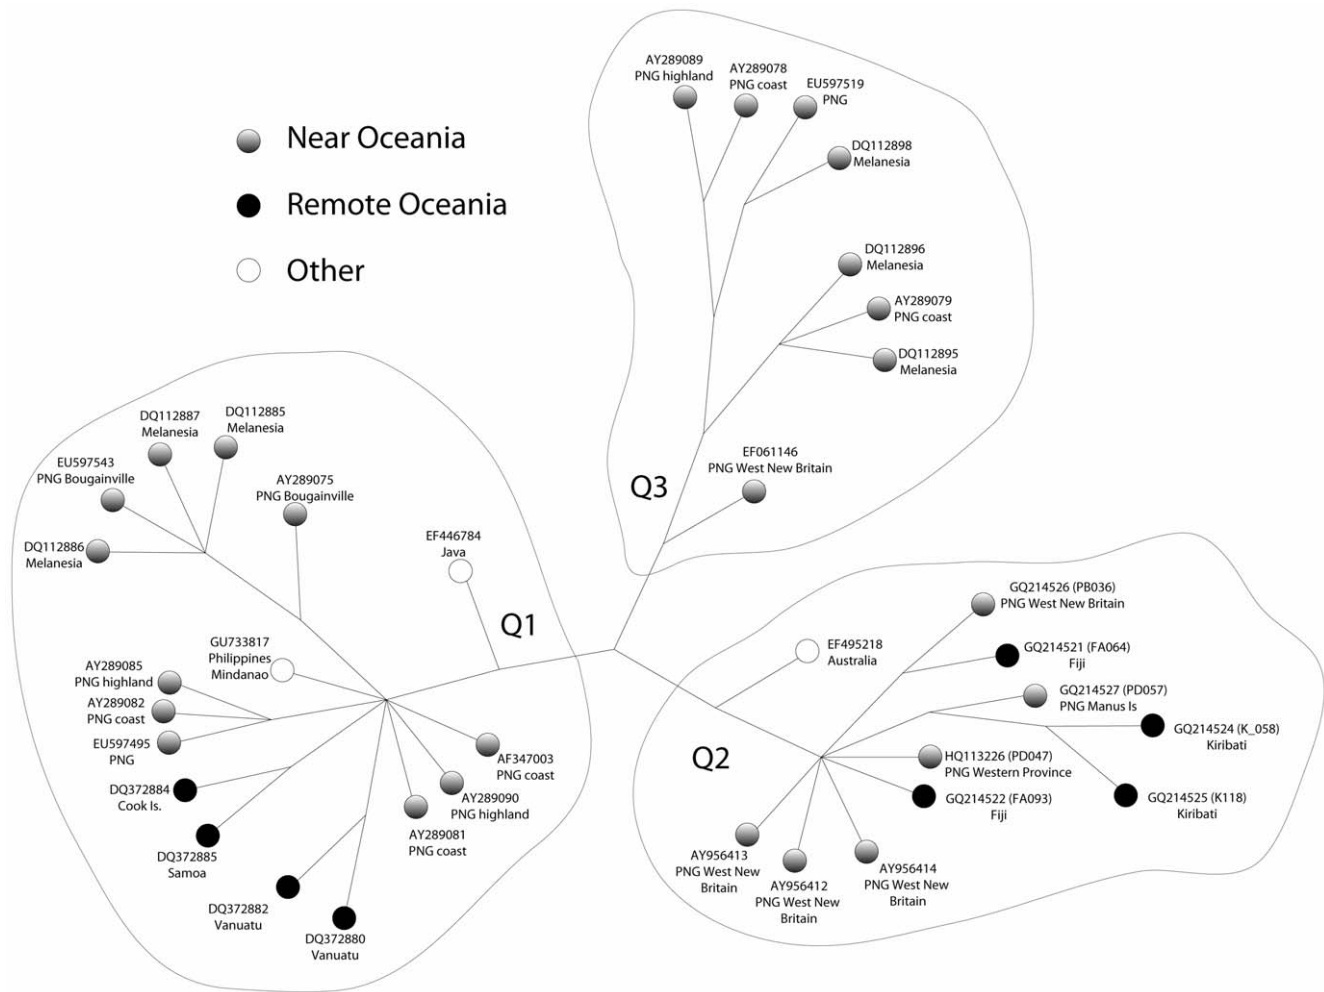 Near Oceania
Remote Oceania
Other
AY289089
PNG highland
AY289078
PNG coast
EU597519
PNG
DQ112898
Melanesia
DQ112896
Melanesia
AY289079
PNG coast
DQ112895
Melanesia
EF061146
PNG West New Britain
Q3
DQ112887
Melanesia
DQ112885
Melanesia
EU597543
PNG Bougainville
AY289075
PNG Bougainville
DQ112886
Melanesia
EF446784
Java
Q1
GU733817
Philippines
Mindanao
AY289085
PNG highland
AY289082
PNG coast
EU597495
PNG
DQ372884
Cook Is.
DQ372885
Samoa
DQ372882
Vanuatu
DQ372880
Vanuatu
AY289081
PNG coast
AY289090
PNG highland
AF347003
PNG coast
GQ214526 (PB036)
PNG West New Britain
EF495218
Australia
GQ214521 (FA064)
Fiji
GQ214527 (PD057)
PNG Manus Is
GQ214524 (K_058)
Kiribati
Q2
HQ113226 (PD047)
PNG Western Province
GQ214522 (FA093)
Fiji
GQ214525 (K118)
Kiribati
AY956413
PNG West New
Britain
AY956412
PNG West New
Britain
AY956414
PNG West New
Britain